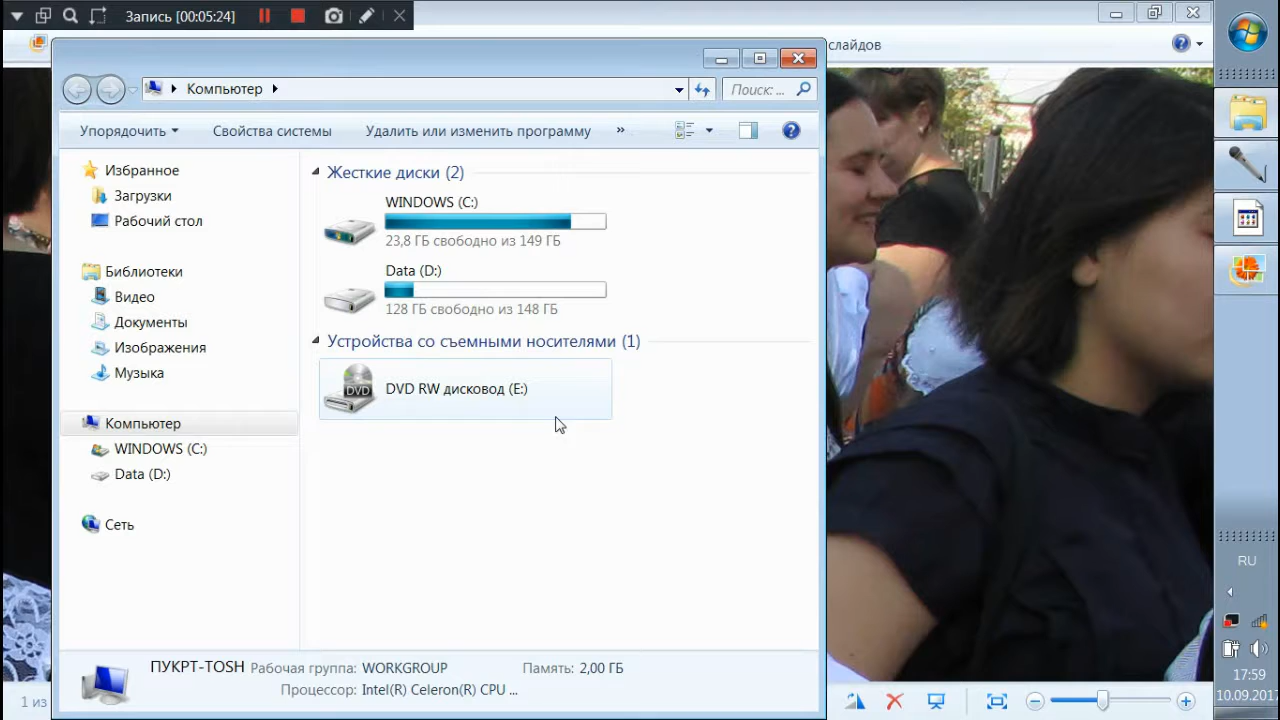 Запись [00:05:24]
слайдов
Компьютер
Поиск: ...
Упорядочить
Свойства системы
Удалить или изменить программу
»
Избранное
Загрузки
Рабочий стол
Библиотеки
Видео
Документы
Изображения
Музыка
Компьютер
WINDOWS (C:)
Data (D:)
Сеть
Жесткие диски (2)
WINDOWS (C:)
23,8 ГБ свободно из 149 ГБ
Data (D:)
128 ГБ свободно из 148 ГБ
Устройства со съемными носителями (1)
DVD
DVD RW дисковод (E:)
ПУКРТ-TOSH
Рабочая группа: WORKGROUP
Память: 2,00 ГБ
Процессор: Intel(R) Celeron(R) CPU ...
1 из
RU
17:59
10.09.2017